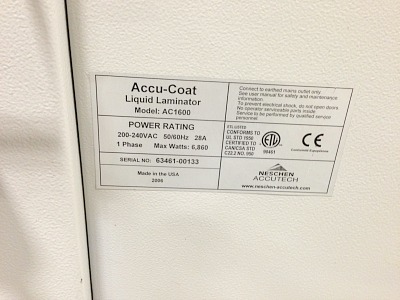 Accu-Coat
Liquid Laminator
Model: AC1600
POWER RATING
200-240VAC 50/60Hz 28A
1 Phase Max Watts: 6,860
SERIAL NO: 63461-00133
Made in the USA
2006
Connect to earthed mains outlet only.
See user manual for safety and maintenance
information.
To prevent electrical shock, do not open doors
No operator serviceable parts inside.
Service to be performed by qualified service
personnel.
ETL LISTED
CONFORMS TO
UL STD 1950
CERTIFIED TO
CAN/CSA STD
C22.2 NO. 950
ETL
99461
CE
NESCHEN
ACCUTECH
www.neschen-accutech.com